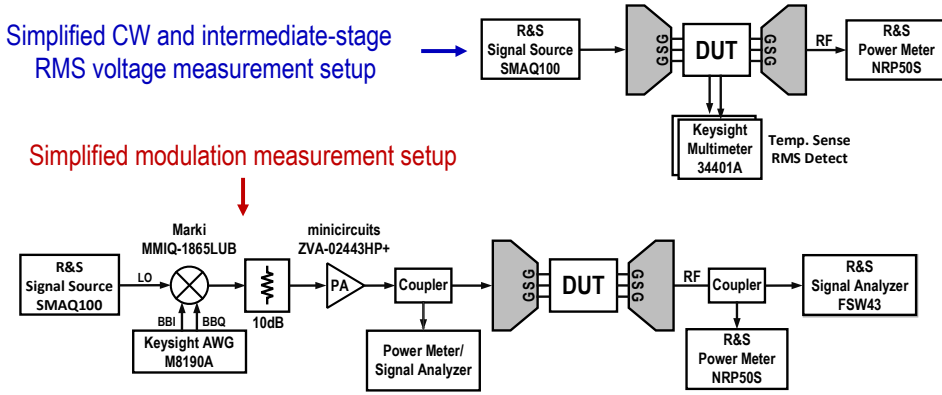 Simplified CW and intermediate-stage
RMS voltage measurement setup
R&S
Signal Source
SMAQ100
GSG
DUT
GSG
RF
R&S
Power Meter
NRP50S
Keysight
Multimeter
34401A
Temp. Sense
RMS Detect
Simplified modulation measurement setup
Marki
MMIQ-1865LUB
minicircuits
ZVA-02443HP+
R&S
Signal Source
SMAQ100
LO
BBI
BBQ
Keysight AWG
M8190A
10dB
PA
Coupler
Power Meter/
Signal Analyzer
GSG
DUT
GSG
RF
Coupler
R&S
Power Meter
NRP50S
R&S
Signal Analyzer
FSW43